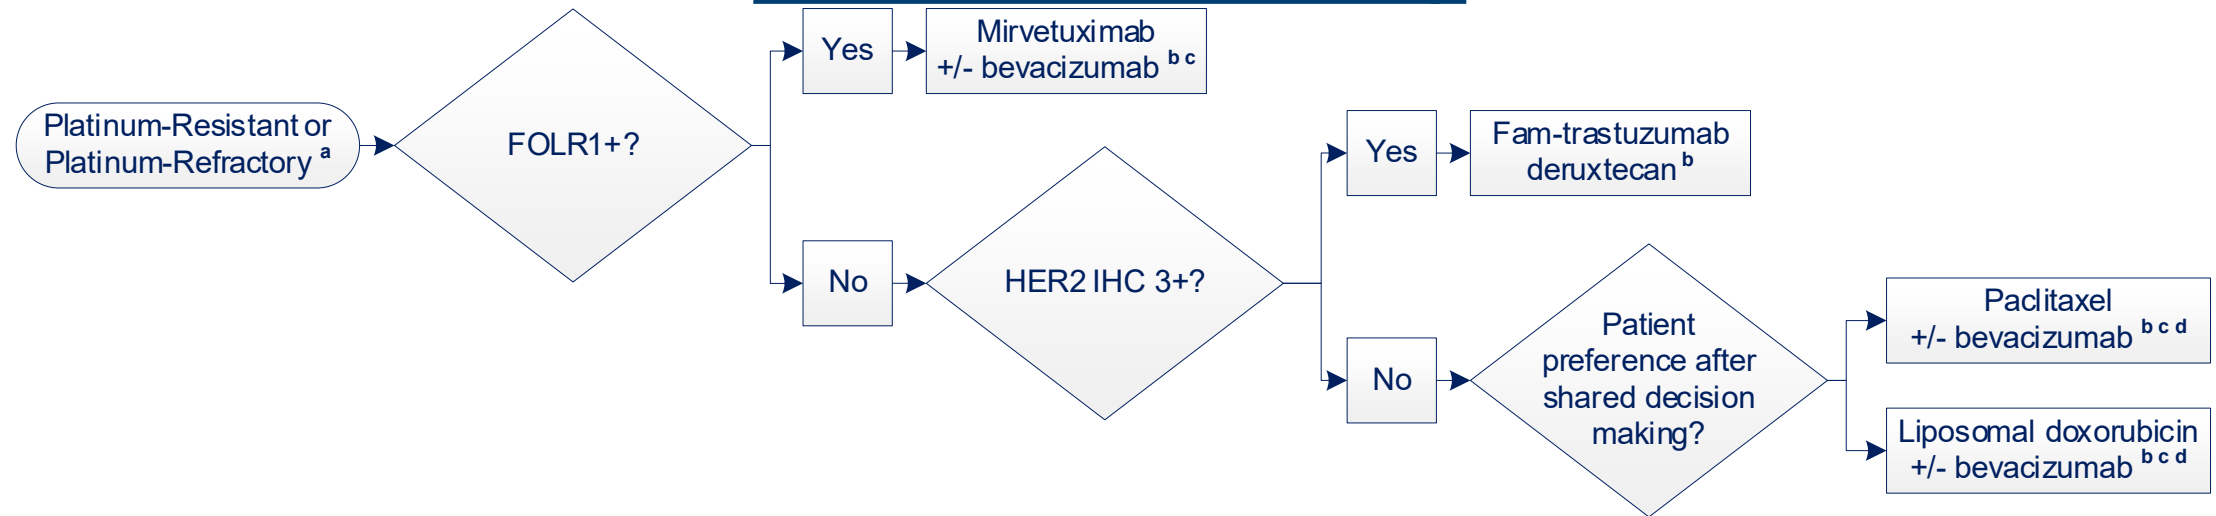 Platinum-Resistant or
Platinum-Refractory a
FOLR1+?
Yes
Mirvetuximab
+/- bevacizumab b c
No
HER2 IHC 3+?
Yes
Fam-trastuzumab
deruxtecan b
No
Patient
preference after
shared decision
making?
Paclitaxel
+/- bevacizumab b c d
Liposomal doxorubicin
+/- bevacizumab b c d